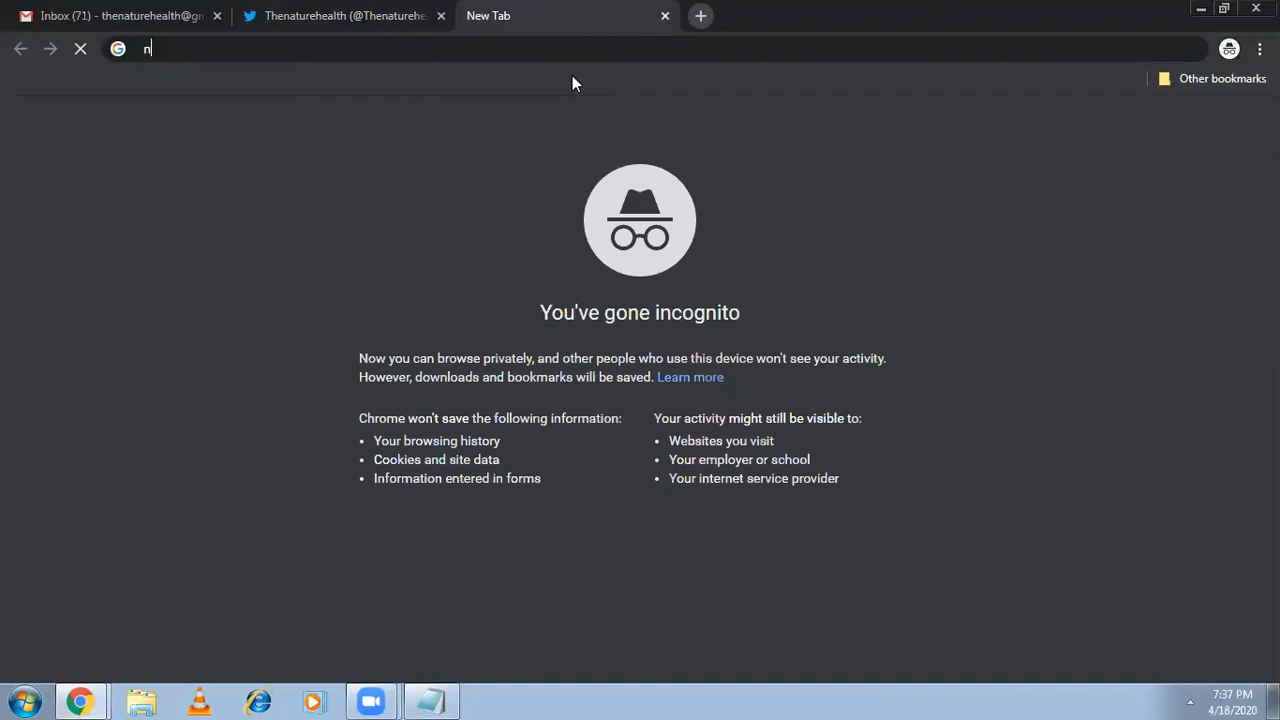 Inbox (71) - thenaturehealth@gm
Thenaturehealth (@Thenaturehe
New Tab
n
Other bookmarks
You've gone incognito
Now you can browse privately, and other people who use this device won't see your activity.
However, downloads and bookmarks will be saved. Learn more
Chrome won't save the following information:
• Your browsing history
• Cookies and site data
• Information entered in forms
Your activity might still be visible to:
• Websites you visit
• Your employer or school
• Your internet service provider
7:37 PM
4/18/2020